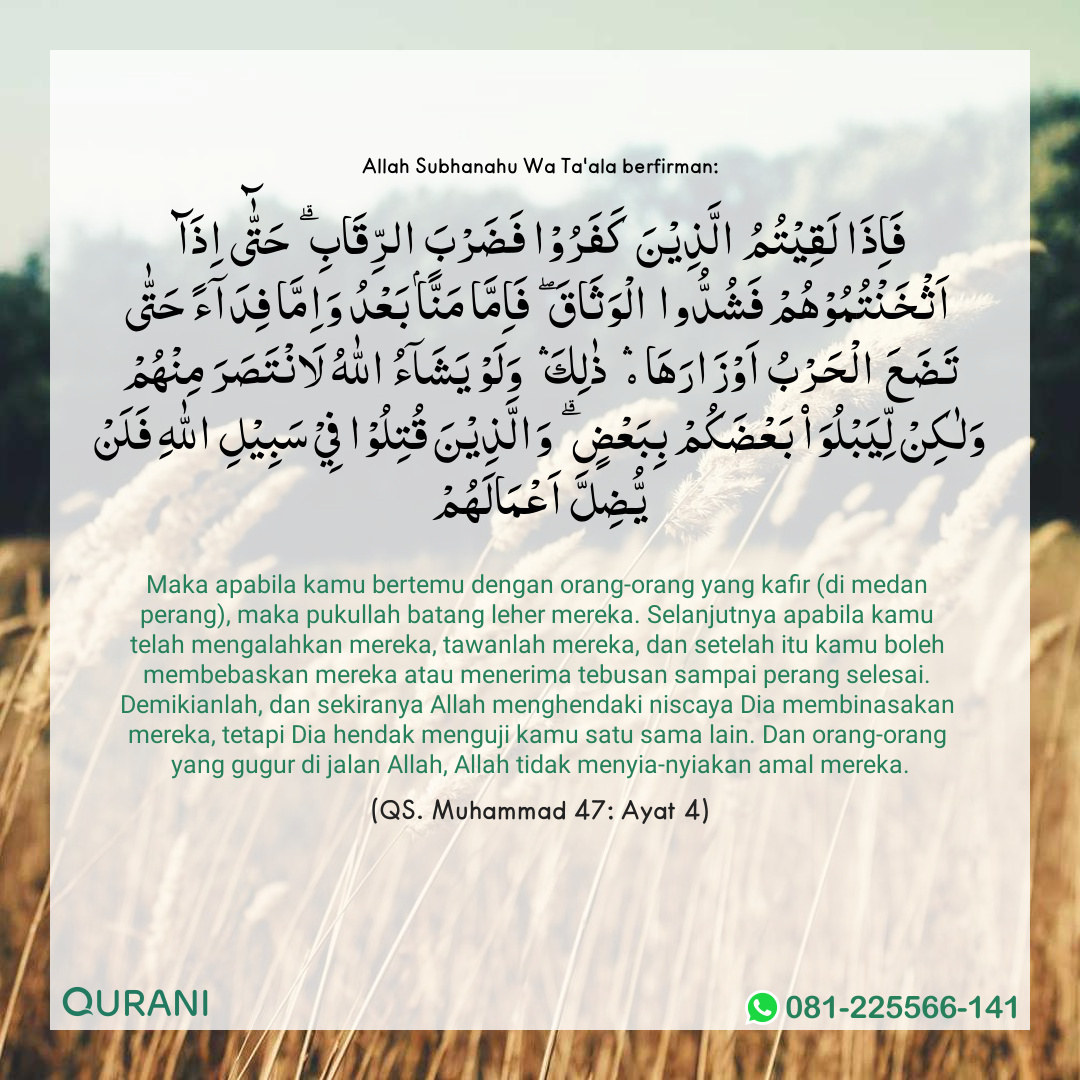 Allah Subhanahu Wa Ta'ala berfirman:
فَاِذَا لَقِيْتُمُ الَّذِيْنَ كَفَرُوْا فَضَرْبَ الرِّقَابِ ۗ حَتّٰۤى اِذَاۤ
اَثْخَنْتُمُوْهُمْ فَشُدُّوا الْوَثَاقَ ۖ فَاِمَّا مَنًّاۢ بَعْدُ وَاِمَّا فِدَآءً حَتّٰى
تَضَعَ الْحَرْبُ اَوْزَارَهَا ۛ ذٰلِكَ ۛ وَلَوْ يَشَآءُ اللّٰهُ لَانْتَصَرَ مِنْهُمْ
وَلٰـكِنْ لِّيَبْلُوَا۟ بَعْضَكُمْ بِبَعْضٍ ۗ وَالَّذِيْنَ قُتِلُوْا فِيْ سَبِيْلِ اللّٰهِ فَلَنْ
يُّضِلَّ اَعْمَالَهُمْ
Maka apabila kamu bertemu dengan orang-orang yang kafir (di medan
perang), maka pukullah batang leher mereka. Selanjutnya apabila kamu
telah mengalahkan mereka, tawanlah mereka, dan setelah itu kamu boleh
membebaskan mereka atau menerima tebusan sampai perang selesai.
Demikianlah, dan sekiranya Allah menghendaki niscaya Dia membinasakan
mereka, tetapi Dia hendak menguji kamu satu sama lain. Dan orang-orang
yang gugur di jalan Allah, Allah tidak menyia-nyiakan amal mereka.
(QS. Muhammad 47: Ayat 4)
QURANI
081-225566-141